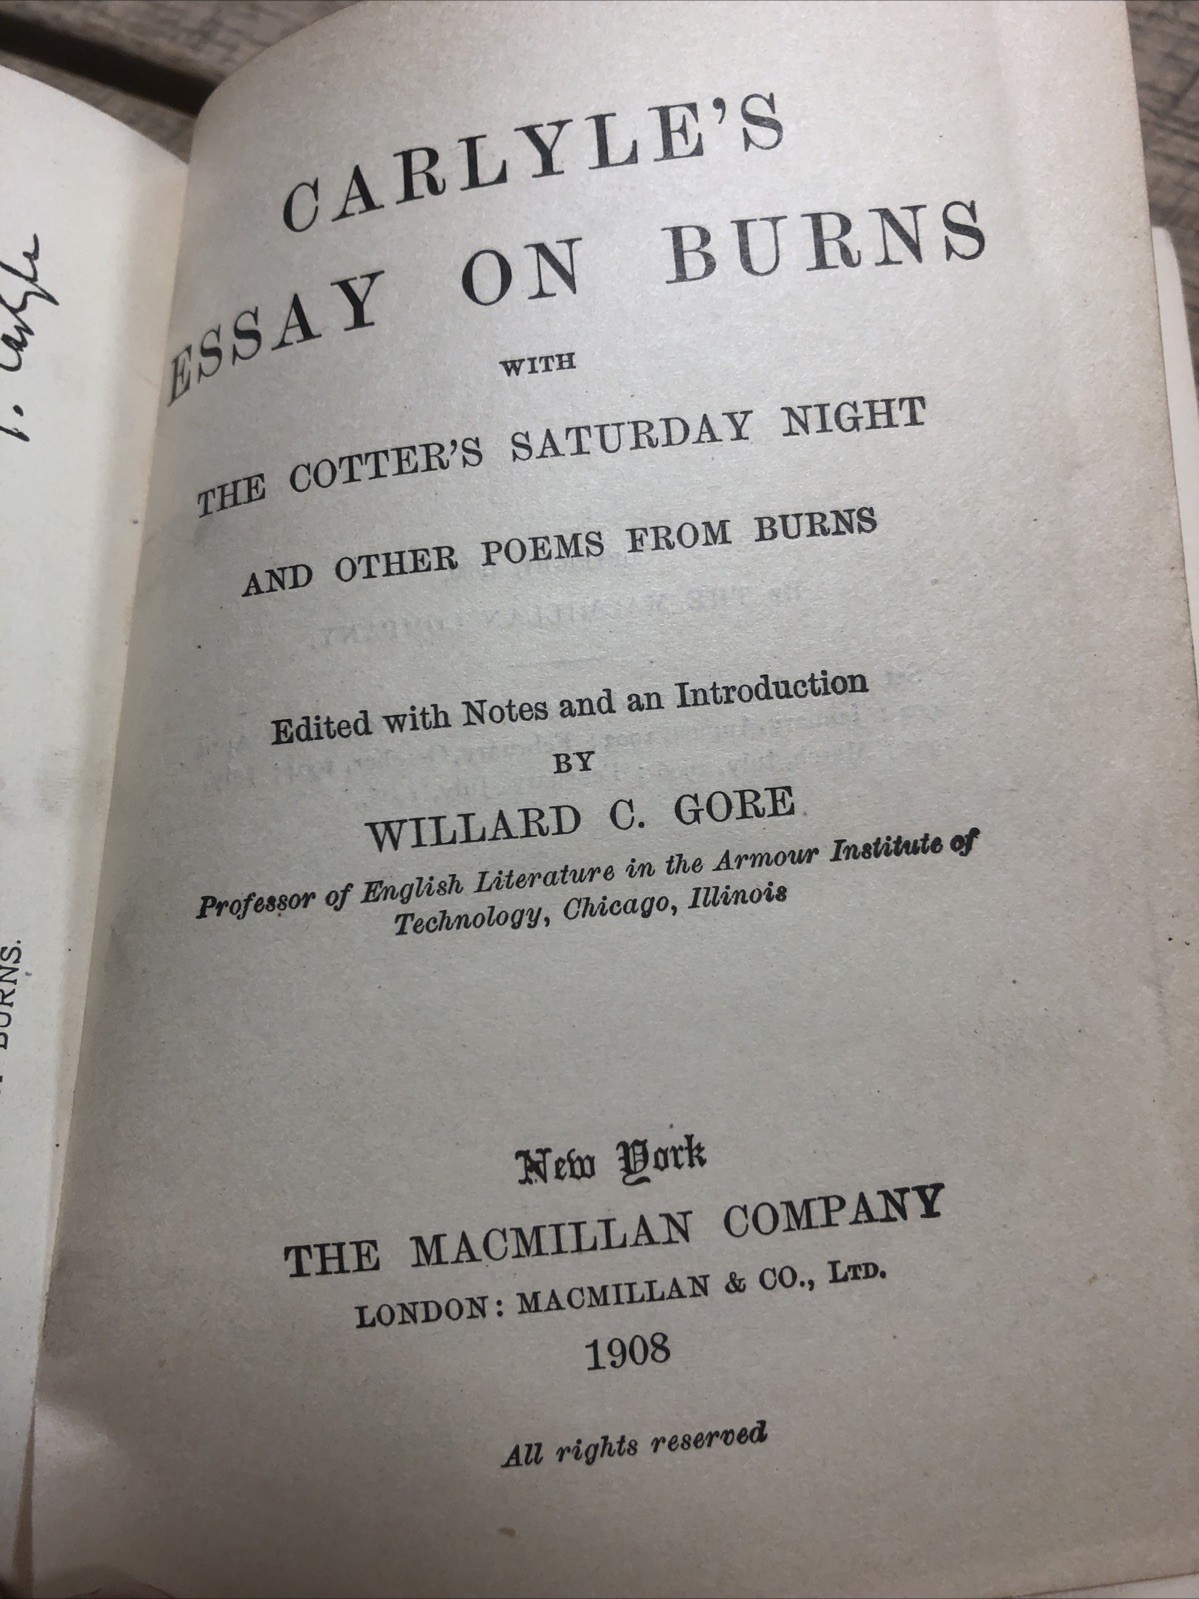 CARLYLE'S
ESSAY ON BURNS
WITH
THE COTTER'S SATURDAY NIGHT
AND OTHER POEMS FROM BURNS
Edited with Notes and an Introduction
BY
WILLARD C. GORE
Professor of English Literature in the Armour Institute of
Technology, Chicago, Illinois
New York
THE MACMILLAN COMPANY
LONDON: MACMILLAN & CO., LTD.
1908
All rights reserved
Carlyle
BURNS.